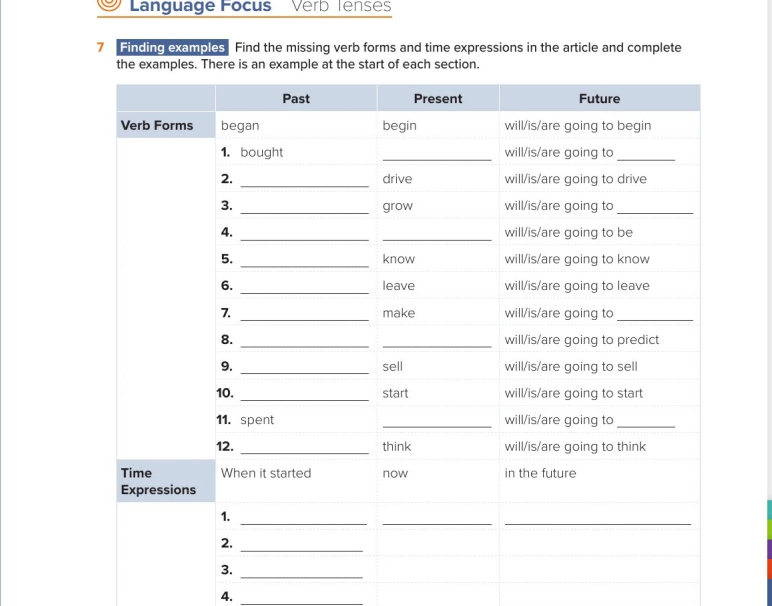 Language Focus Verb Tenses
7 Finding examples Find the missing verb forms and time expressions in the article and complete
the examples. There is an example at the start of each section.
Past Present Future
Verb Forms began begin will/is/are going to begin
1. bought ________ will/is/are going to ________
2. ________ drive will/is/are going to drive
3. ________ grow will/is/are going to ________
4. ________ ________ will/is/are going to be
5. ________ know will/is/are going to know
6. ________ leave will/is/are going to leave
7. ________ make will/is/are going to ________
8. ________ ________ will/is/are going to predict
9. ________ sell will/is/are going to sell
10. ________ start will/is/are going to start
11. spent ________ will/is/are going to ________
12. ________ think will/is/are going to think
Time When it started now in the future
Expressions
1. ________ ________ ________
2. ________
3. ________
4. ________